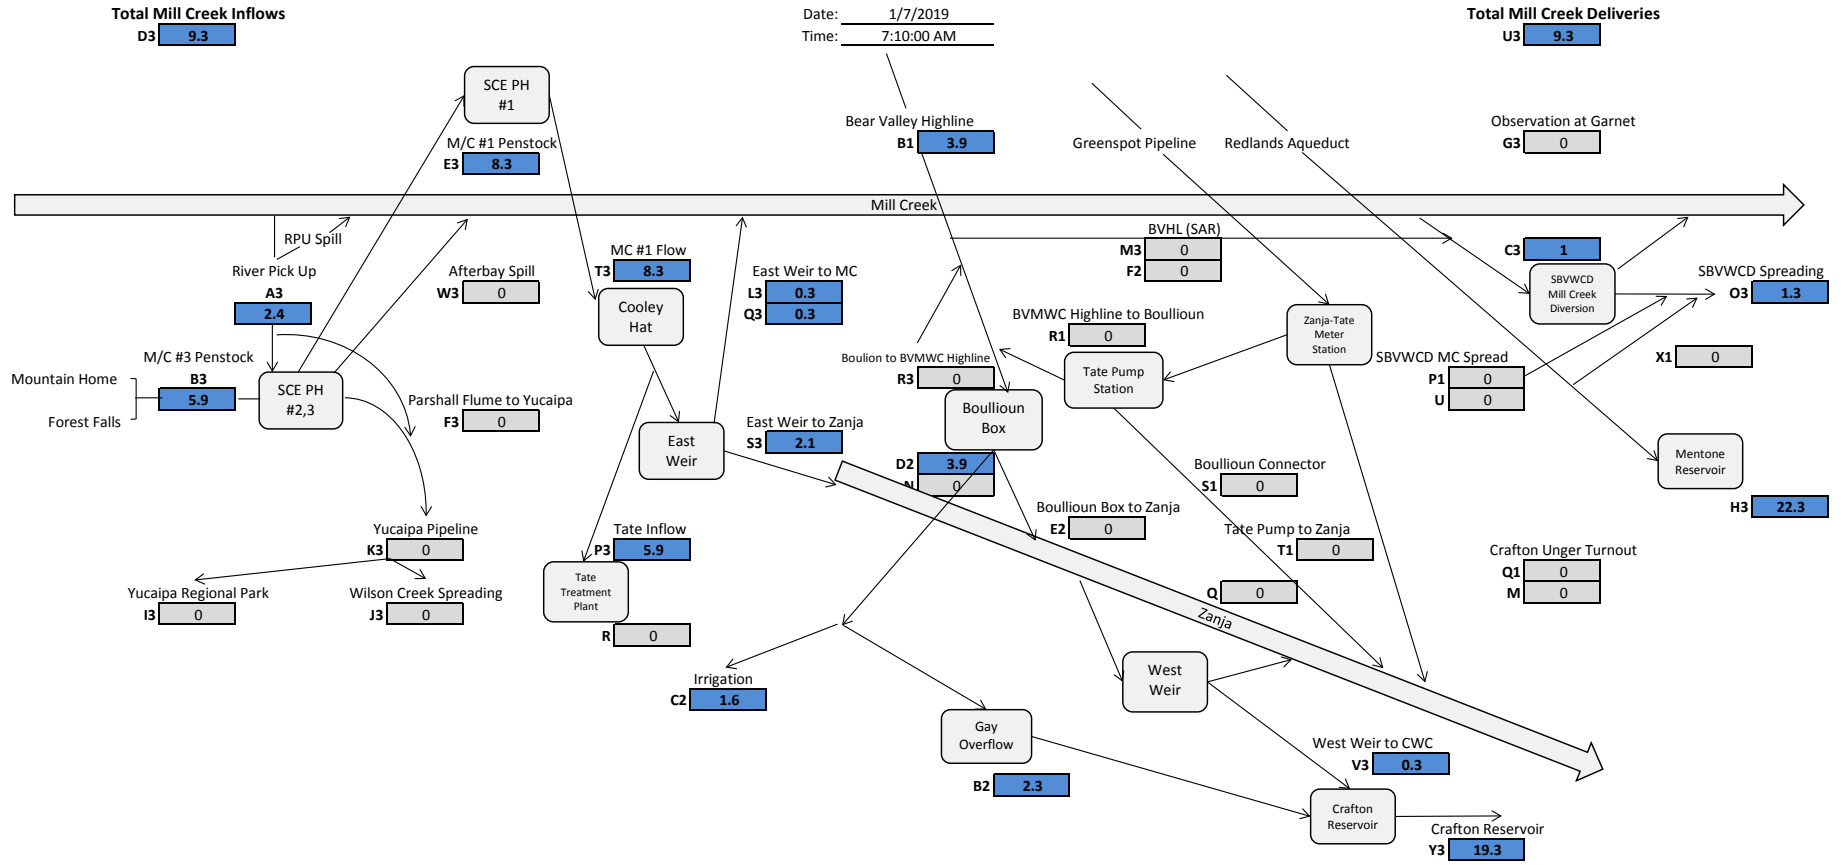 Total Mill Creek Inflows
D3 9.3
Date: 1/7/2019
Time: 7:10:00 AM
Total Mill Creek Deliveries
U3 9.3
SCE PH
#1
M/C #1 Penstock
E3 8.3
Bear Valley Highline
B1 3.9
Greenspot Pipeline
Redlands Aqueduct
Observation at Garnet
G3 0
Mill Creek
RPU Spill
River Pick Up
A3
2.4
Afterbay Spill
W3 0
MC #1 Flow
T3 8.3
Cooley
Hat
East Weir to MC
L3 0.3
Q3 0.3
BVHL (SAR)
M3 0
F2 0
C3 1
SBVWCD
Mill Creek
Diversion
SBVWCD Spreading
O3 1.3
M/C #3 Penstock
B3
5.9
Mountain Home
Forest Falls
SCE PH
#2,3
Parshall Flume to Yucaipa
F3 0
BVMWC Highline to Boullioun
R1 0
Boulion to BVMWC Highline
R3 0
Tate Pump
Station
Zanja-Tate
Meter
Station
SBVWCD MC Spread
P1 0
U 0
X1 0
Boullioun
Box
East
Weir
East Weir to Zanja
S3 2.1
D2 3.9
N 0
Boullioun Connector
S1 0
Mentone
Reservoir
H3 22.3
Boullioun Box to Zanja
E2 0
Tate Pump to Zanja
T1 0
Yucaipa Pipeline
K3 0
Tate Inflow
P3 5.9
Tate
Treatment
Plant
R 0
Yucaipa Regional Park
I3 0
Wilson Creek Spreading
J3 0
Q 0
Zanja
Crafton Unger Turnout
Q1 0
M 0
Irrigation
C2 1.6
West
Weir
Gay
Overflow
B2 2.3
West Weir to CWC
V3 0.3
Crafton
Reservoir
Crafton Reservoir
Y3 19.3